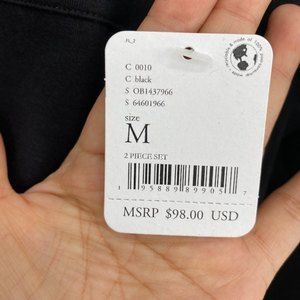 C 0010
C black
S OB1437966
S 64601966
size
M
2 PIECE SET
1 95889 89905 7
MSRP $98.00 USD